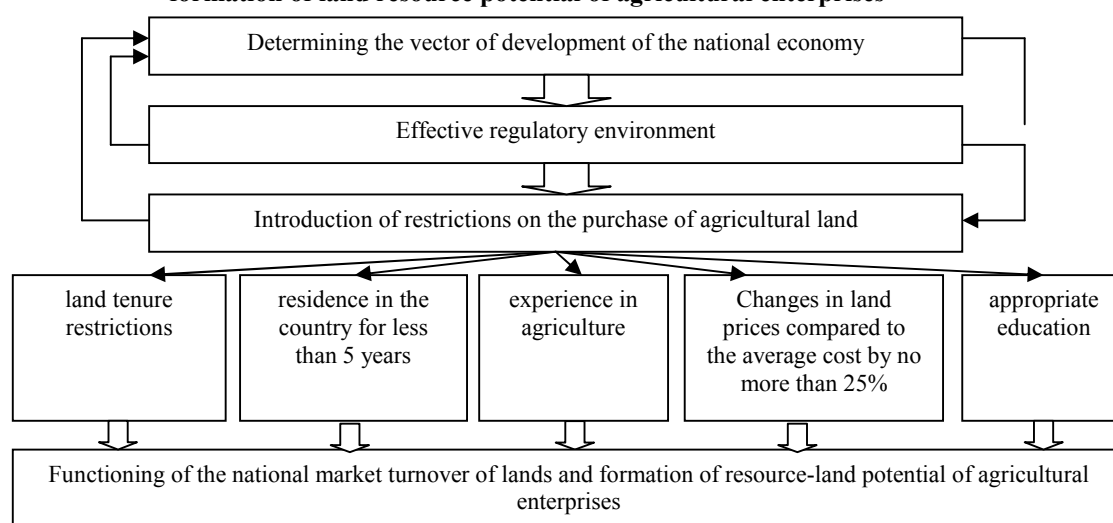 formation of land resource potential of agricultural enterprises
Determining the vector of development of the national economy
Effective regulatory environment
Introduction of restrictions on the purchase of agricultural land
land tenure
restrictions
residence in the
country for less
than 5 years
experience in
agriculture
Changes in land
prices compared to
the average cost by no
more than 25%
appropriate
education
Functioning of the national market turnover of lands and formation of resource-land potential of agricultural
enterprises